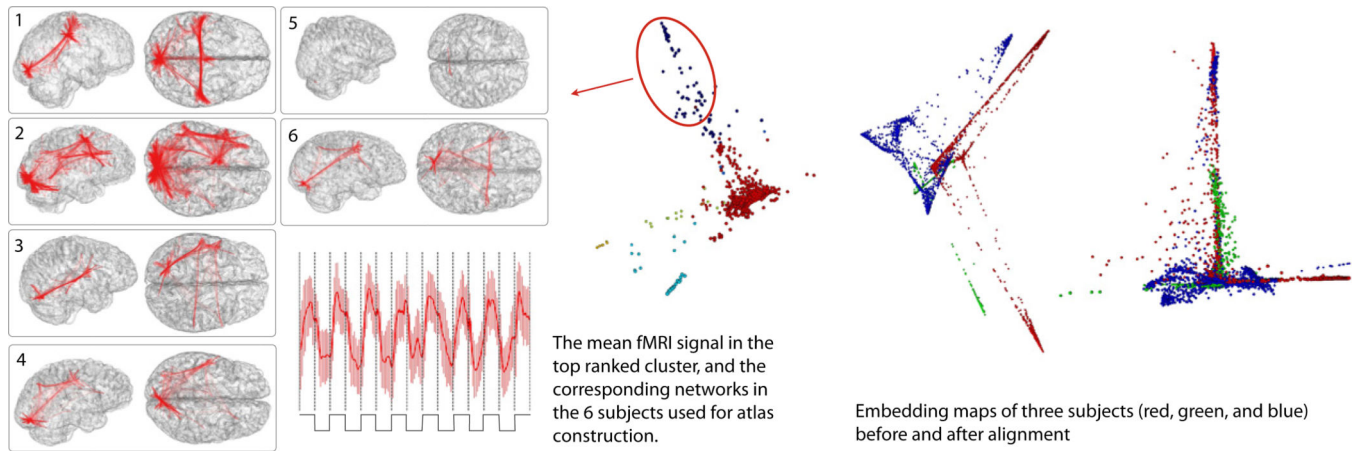 1
5
2
6
3
4
The mean fMRI signal in the
top ranked cluster, and the
corresponding networks in
the 6 subjects used for atlas
construction.
Embedding maps of three subjects (red, green, and blue)
before and after alignment